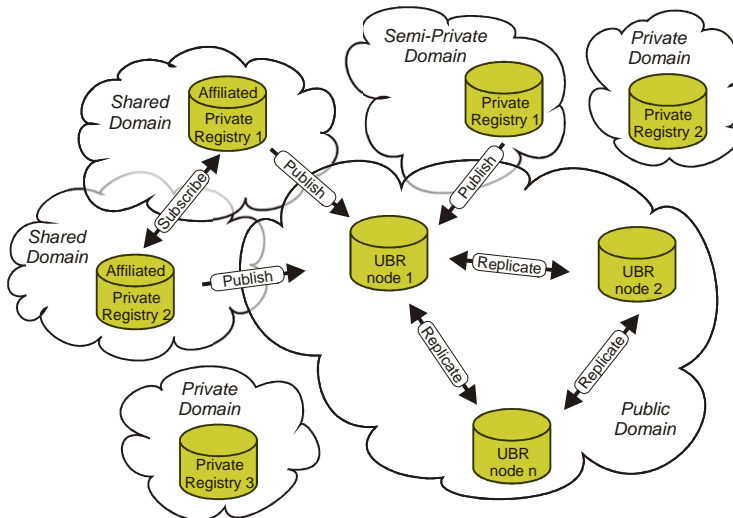 Semi-Private
Domain
Private
Registry 1
Private
Domain
Private
Registry 2
Shared
Domain
Affiliated
Private
Registry 1
Publish
Publish
Subscribe
Shared
Domain
Affiliated
Private
Registry 2
Publish
UBR
node 1
Replicate
UBR
node 2
Replicate
Replicate
Private
Domain
Private
Registry 3
UBR
node n
Public
Domain